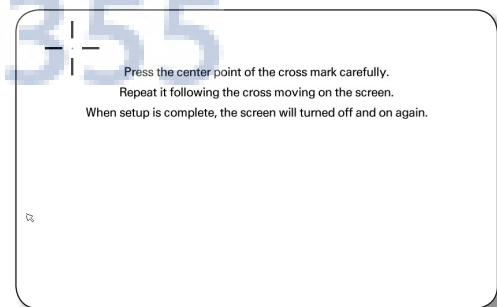 355
Press the center point of the cross mark carefully.
Repeat it following the cross moving on the screen.
When setup is complete, the screen will turned off and on again.